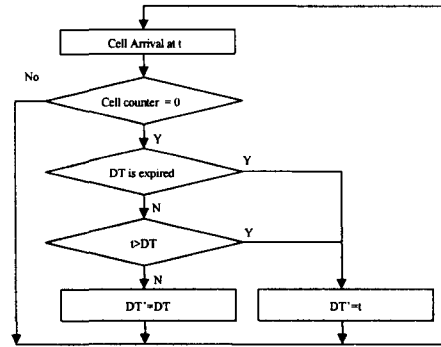 Cell Arrival at t
No
Cell counter = 0
Y
DT is expired
Y
N
t>DT
Y
N
DT'=DT
DT'=t